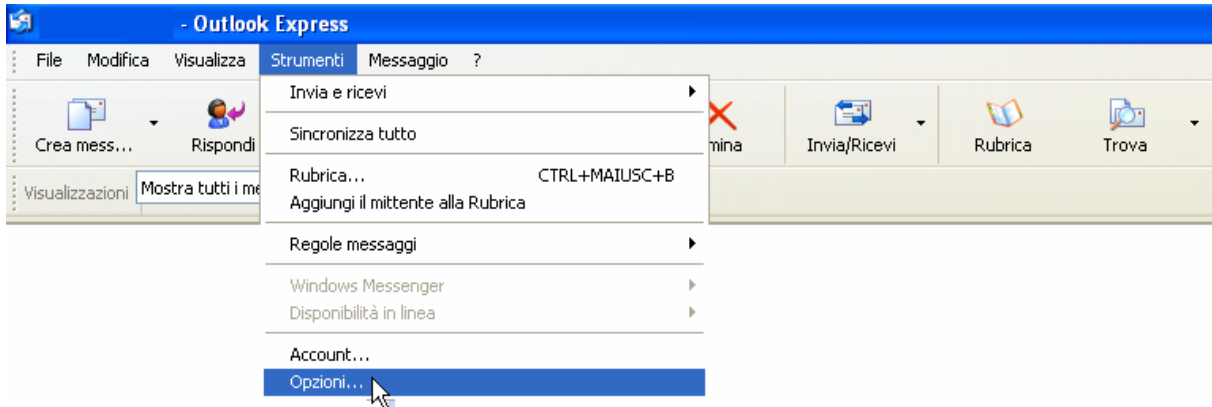 - Outlook Express
File Modifica Visualizza Strumenti Messaggio ?
Invia e ricevi
Crea mess... Rispondi mina Invia/Ricevi Rubrica Trova
Sincronizza tutto
Visualizzazioni Mostra tutti i me
Rubrica... CTRL+MAIUSC+B
Aggiungi il mittente alla Rubrica
Regole messaggi
Windows Messenger
Disponibilità in linea
Account...
Opzioni...